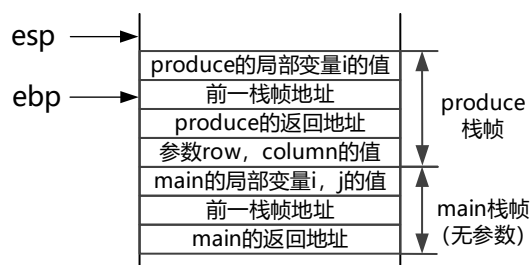 esp
produce的局部变量i的值
ebp
前一栈帧地址
produce的返回地址
参数row，column的值
produce
栈帧
main的局部变量i，j的值
前一栈帧地址
main的返回地址
main栈帧
（无参数）